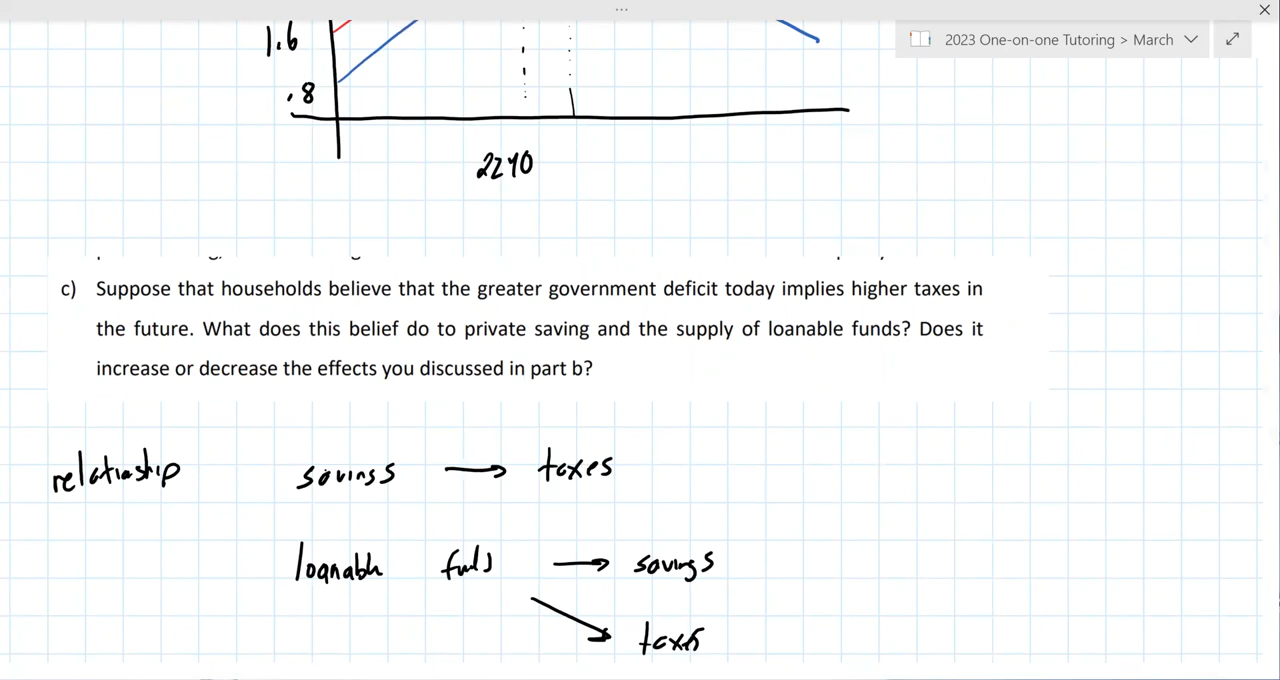 2023 One-on-one Tutoring > March
1.6
.8
2240
c) Suppose that households believe that the greater government deficit today implies higher taxes in
the future. What does this belief do to private saving and the supply of loanable funds? Does it
increase or decrease the effects you discussed in part b?
relationship savings → taxes
loanable funds → savings
taxes